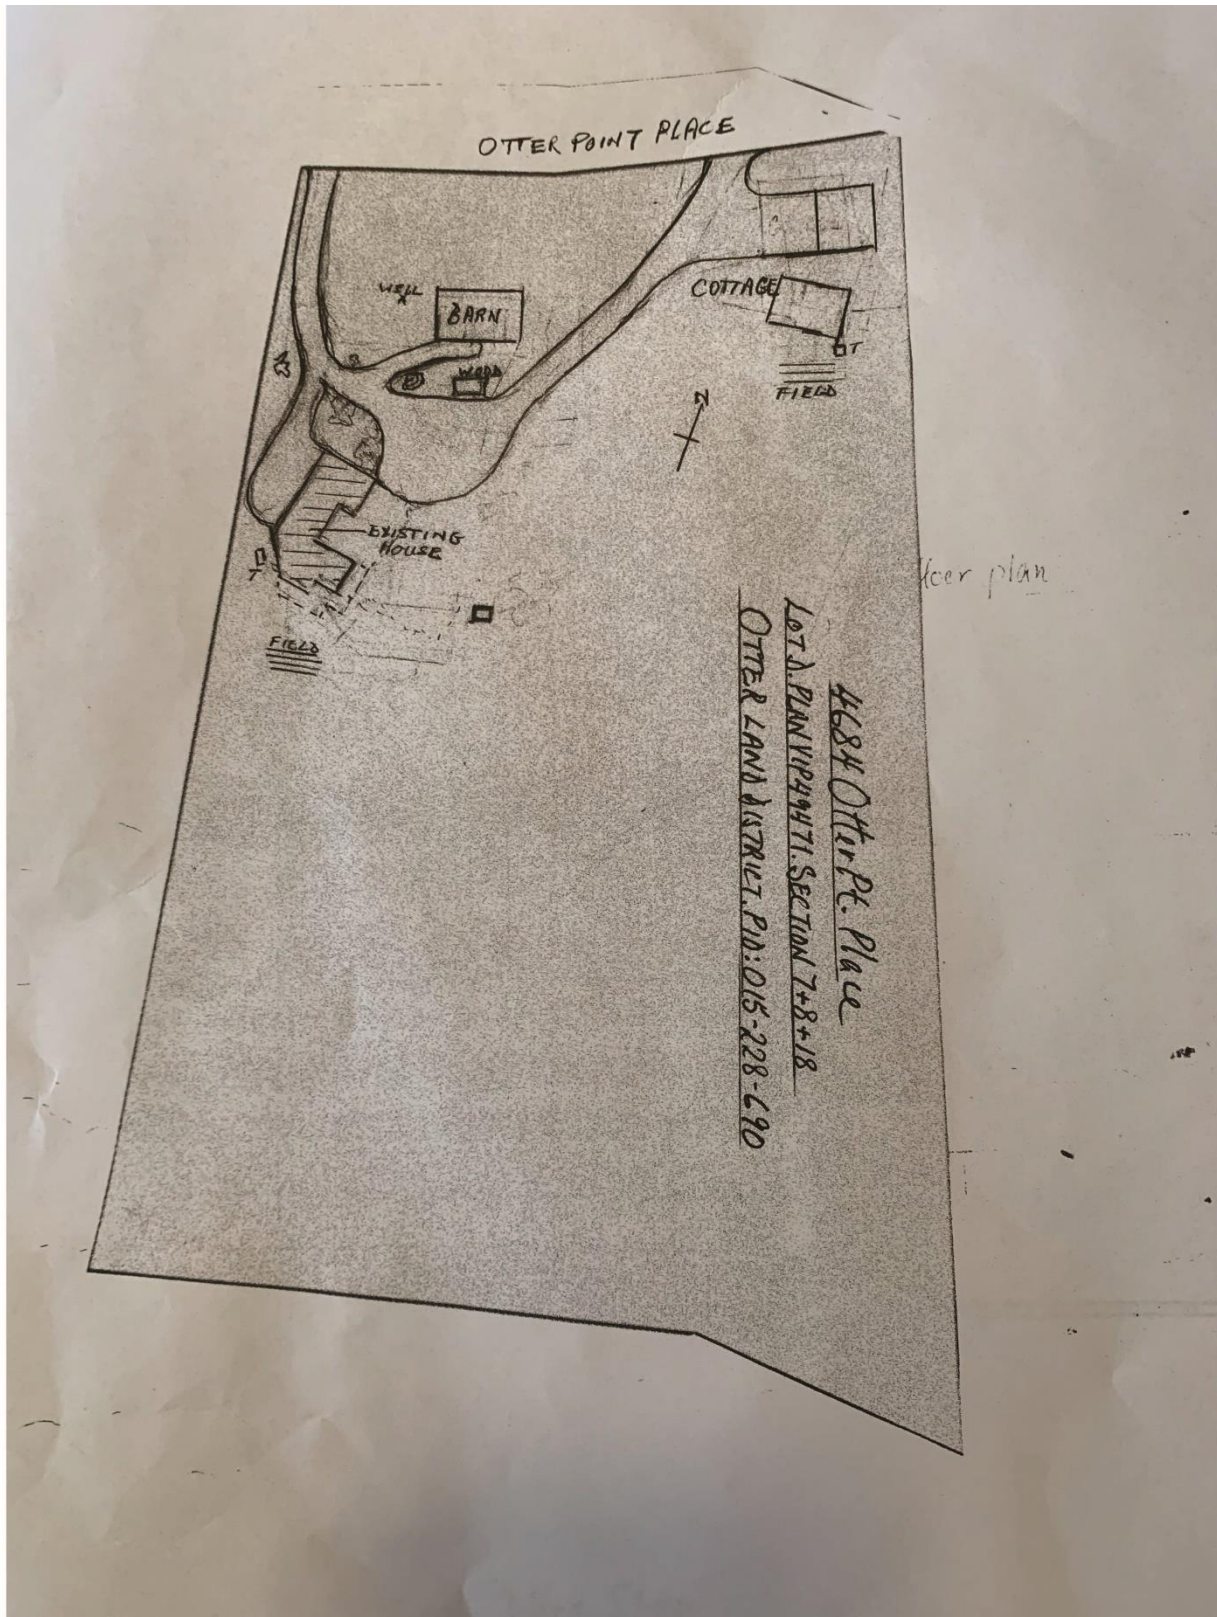 OTTER POINT PLACE
WELL
BARN
WOOD
COTTAGE
T
FIELD
N
EXISTING
HOUSE
T
FIELD
floor plan
4684 Otter Pt. Place
LOT D. PLAN VIP49471. SECTION 7+8+18
OTTER LAND DISTRICT. PID: 015-228-690